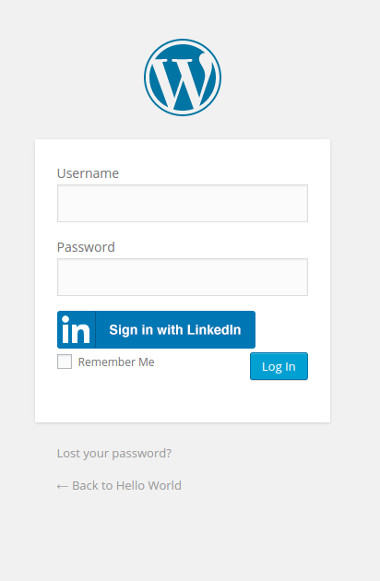 Username
Password
in Sign in with LinkedIn
Remember Me
Log In
Lost your password?
← Back to Hello World